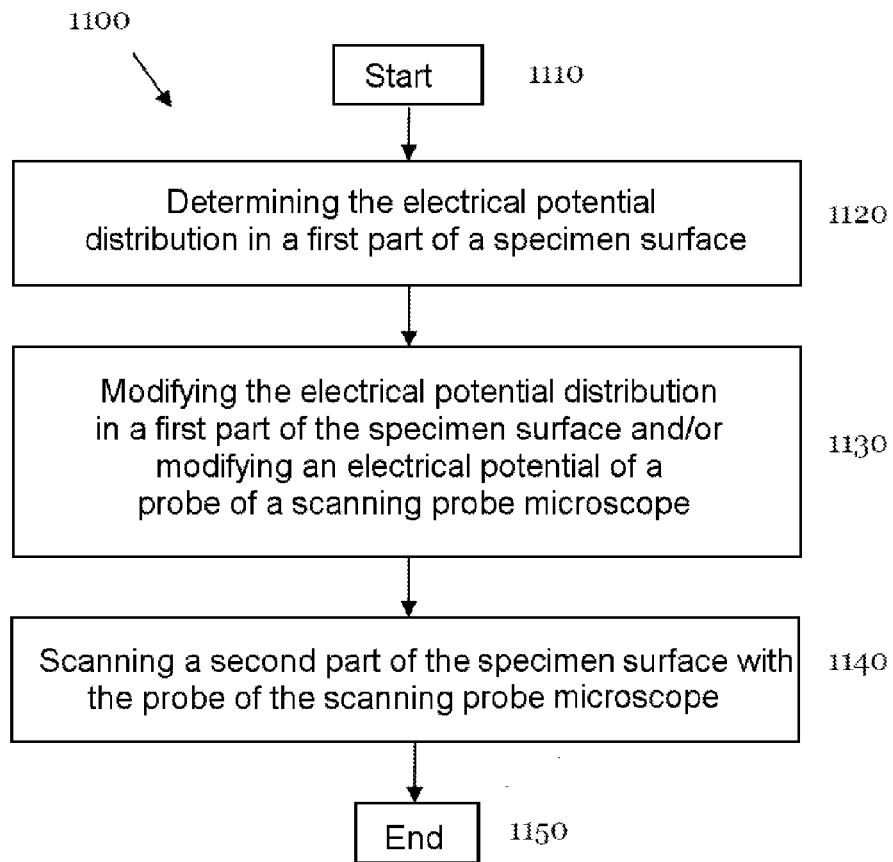 1100
Start
1110
Determining the electrical potential
distribution in a first part of a specimen surface
1120
Modifying the electrical potential distribution
in a first part of the specimen surface and/or
modifying an electrical potential of a
probe of a scanning probe microscope
1130
Scanning a second part of the specimen surface with
the probe of the scanning probe microscope
1140
End
1150